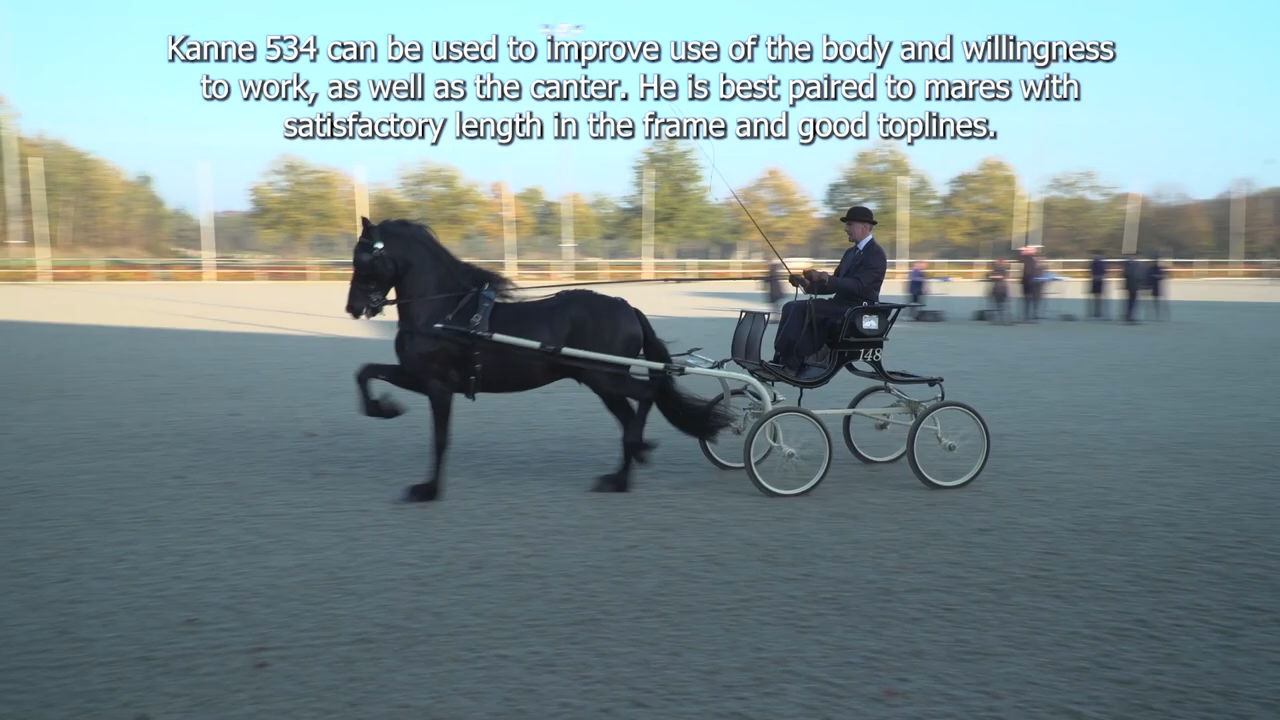 Kanne 534 can be used to improve use of the body and willingness
to work, as well as the canter. He is best paired to mares with
satisfactory length in the frame and good toplines.
148